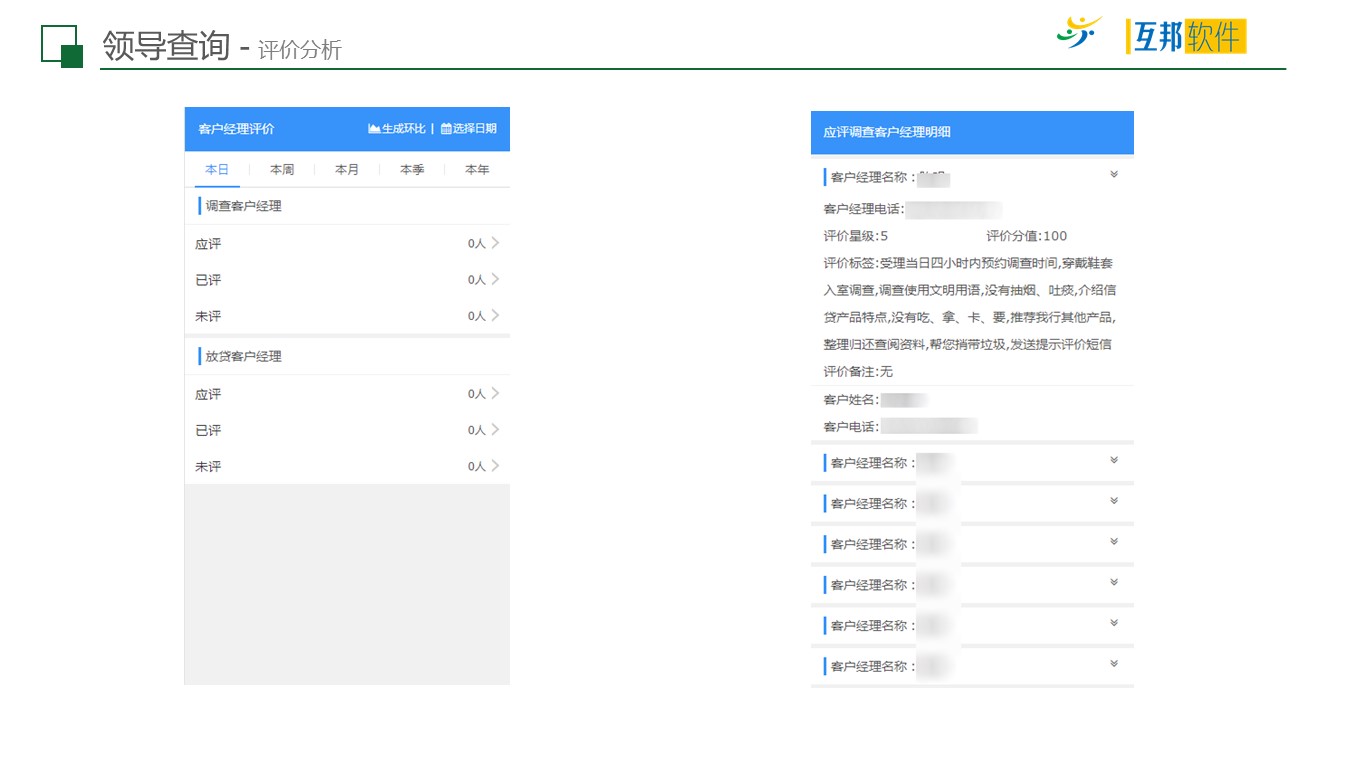 领导查询 - 评价分析
互邦软件
客户经理评价 生成环比 | 选择日期
本日 本周 本月 本季 本年
调查客户经理
应评 0人
已评 0人
未评 0人
放贷客户经理
应评 0人
已评 0人
未评 0人
应评调查客户经理明细
客户经理名称：
客户经理电话:
评价星级:5 评价分值:100
评价标签:受理当日四小时内预约调查时间,穿戴鞋套
入室调查,调查使用文明用语,没有抽烟、吐痰,介绍信
贷产品特点,没有吃、拿、卡、要,推荐我行其他产品,
整理归还查阅资料,帮您捎带垃圾,发送提示评价短信
评价备注:无
客户姓名:
客户电话:
客户经理名称：
客户经理名称：
客户经理名称：
客户经理名称：
客户经理名称：
客户经理名称：